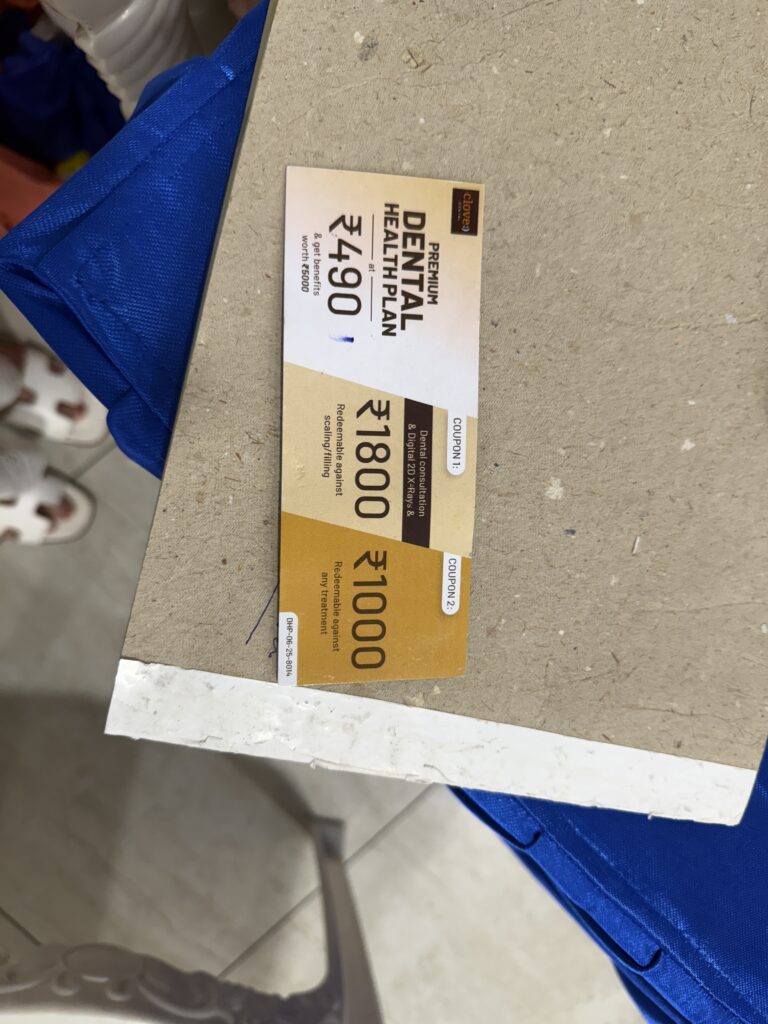 clove
DENTAL
PREMIUM
DENTAL
HEALTH PLAN
at
₹490
& get benefits
worth ₹5000
COUPON 1:
Dental consultation
& Digital 2D X-Rays &
₹1800
Redeemable against
scaling/filling
COUPON 2:
₹1000
Redeemable against
any treatment
DHP-06-25-8014